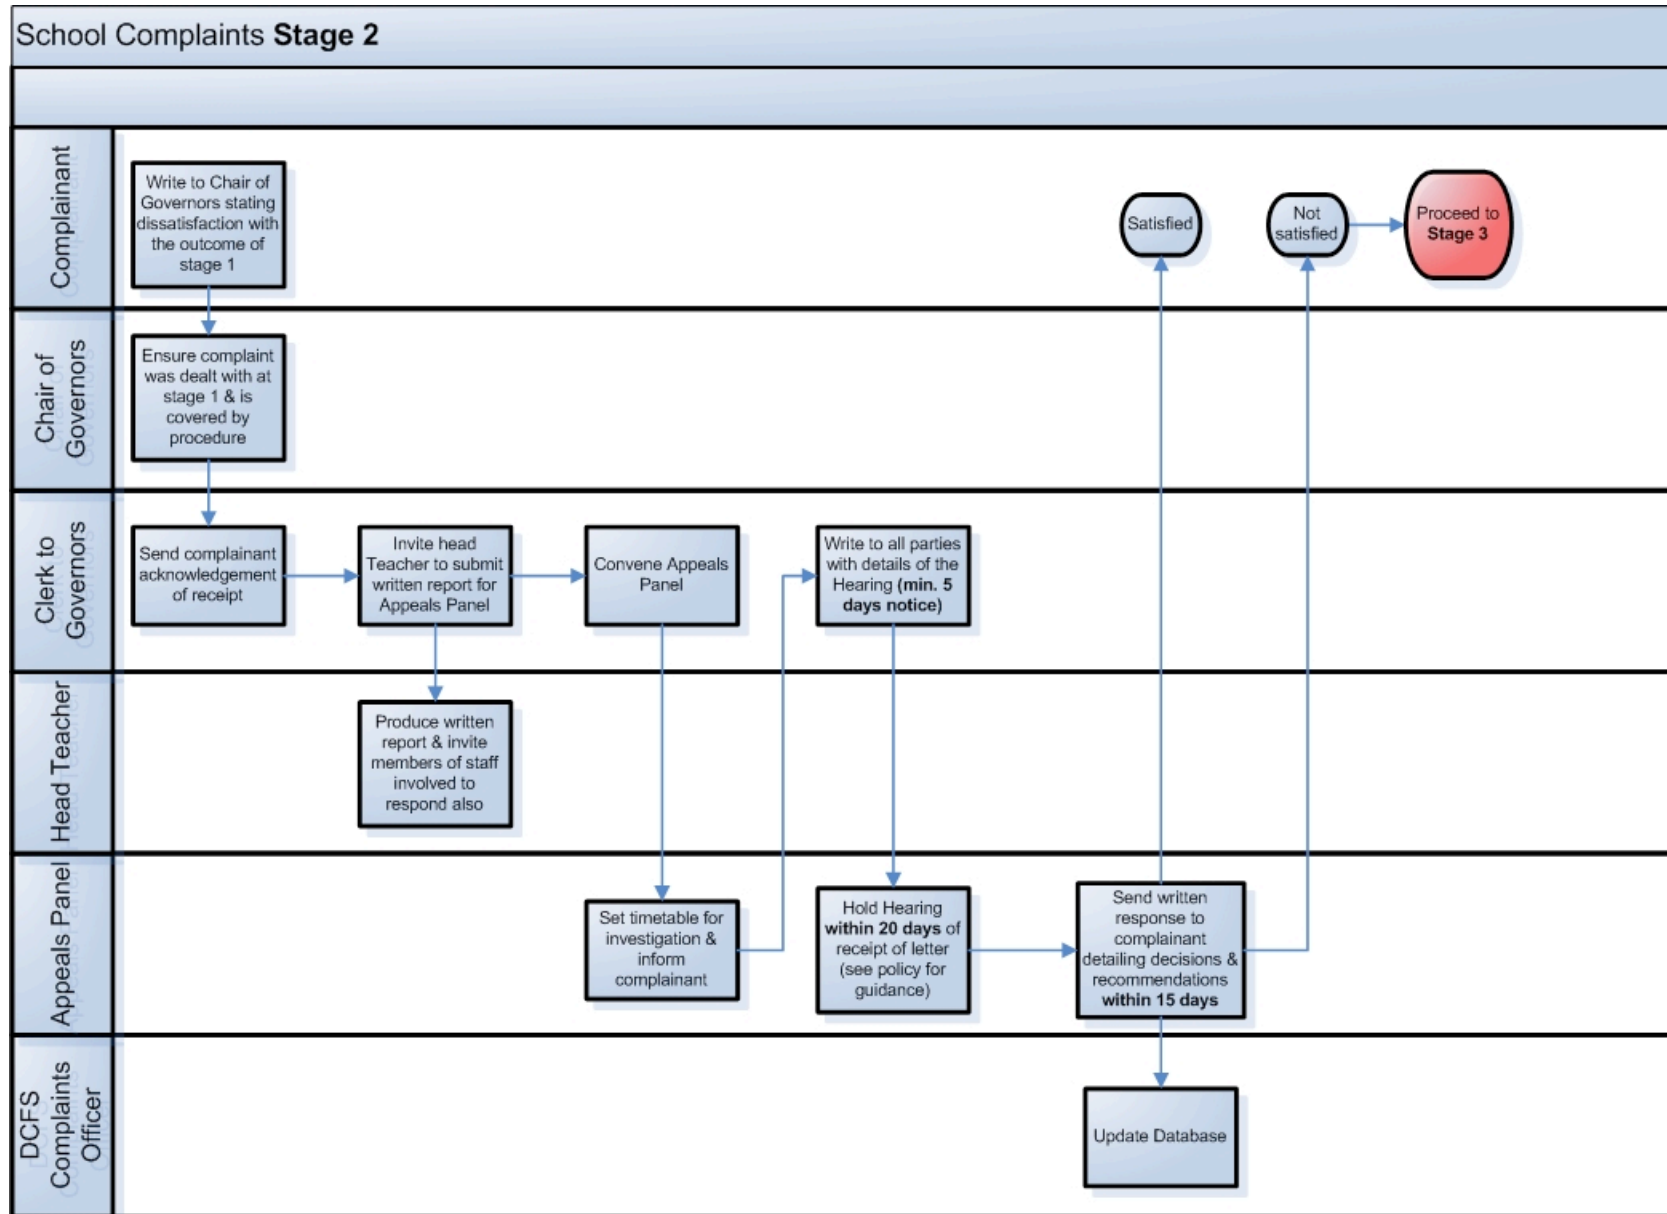 School Complaints Stage 2
Complainant
Write to Chair of
Governors stating
dissatisfaction with
the outcome of
stage 1
Satisfied
Not
satisfied
Proceed to
Stage 3
Chair of
Governors
Ensure complaint
was dealt with at
stage 1 & is
covered by
procedure
Clerk to
Governors
Send complainant
acknowledgement
of receipt
Invite head
Teacher to submit
written report for
Appeals Panel
Convene Appeals
Panel
Write to all parties
with details of the
Hearing (min. 5
days notice)
Head Teacher
Produce written
report & invite
members of staff
involved to
respond also
Appeals Panel
Set timetable for
investigation &
inform
complainant
Hold Hearing
within 20 days of
receipt of letter
(see policy for
guidance)
Send written
response to
complainant
detailing decisions &
recommendations
within 15 days
DCFS
Complaints
Officer
Update Database